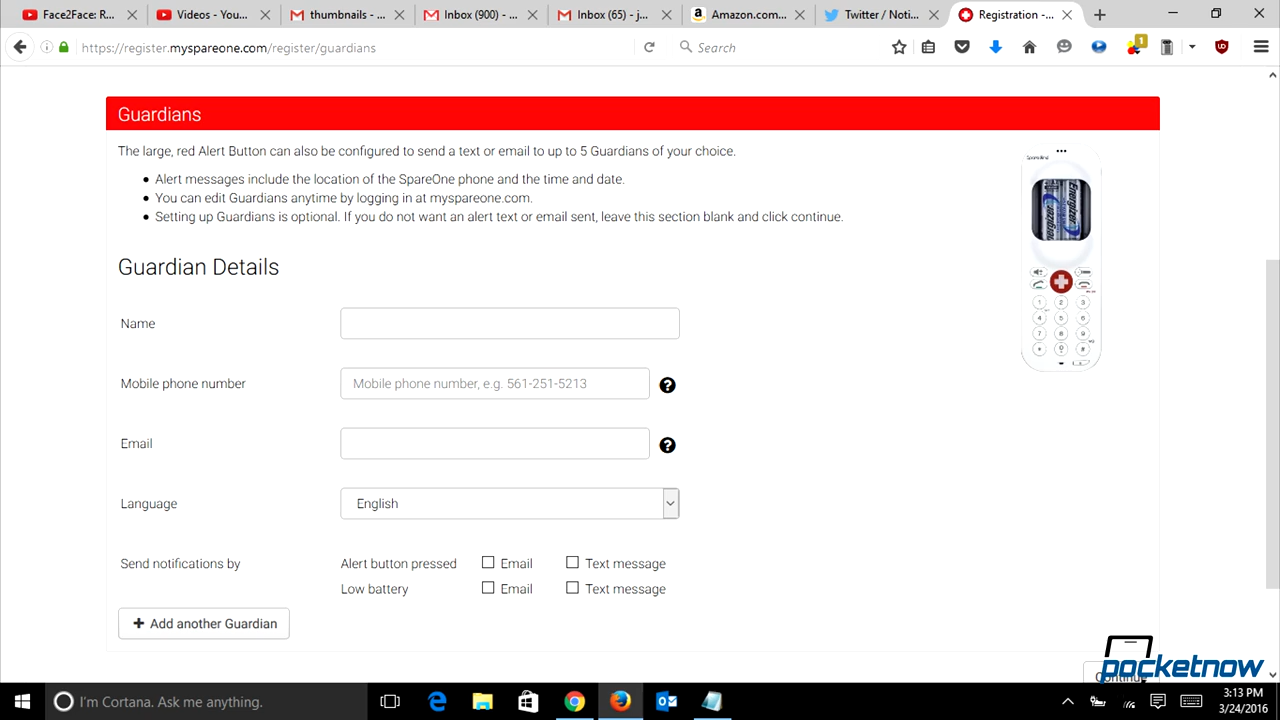 Face2Face: R...
Videos - You...
thumbnails - ...
Inbox (900) - ...
Inbox (65) - j...
Amazon.com...
Twitter / Noti...
Registration -...
https://register.myspareone.com/register/guardians
Search
1
Guardians
The large, red Alert Button can also be configured to send a text or email to up to 5 Guardians of your choice.
Alert messages include the location of the SpareOne phone and the time and date.
You can edit Guardians anytime by logging in at myspareone.com.
Setting up Guardians is optional. If you do not want an alert text or email sent, leave this section blank and click continue.
Guardian Details
Name
Mobile phone number
Mobile phone number, e.g. 561-251-5213
Email
Language
English
Send notifications by
Alert button pressed Email Text message
Low battery Email Text message
+ Add another Guardian
pocketnow
I'm Cortana. Ask me anything.
3:13 PM
3/24/2016